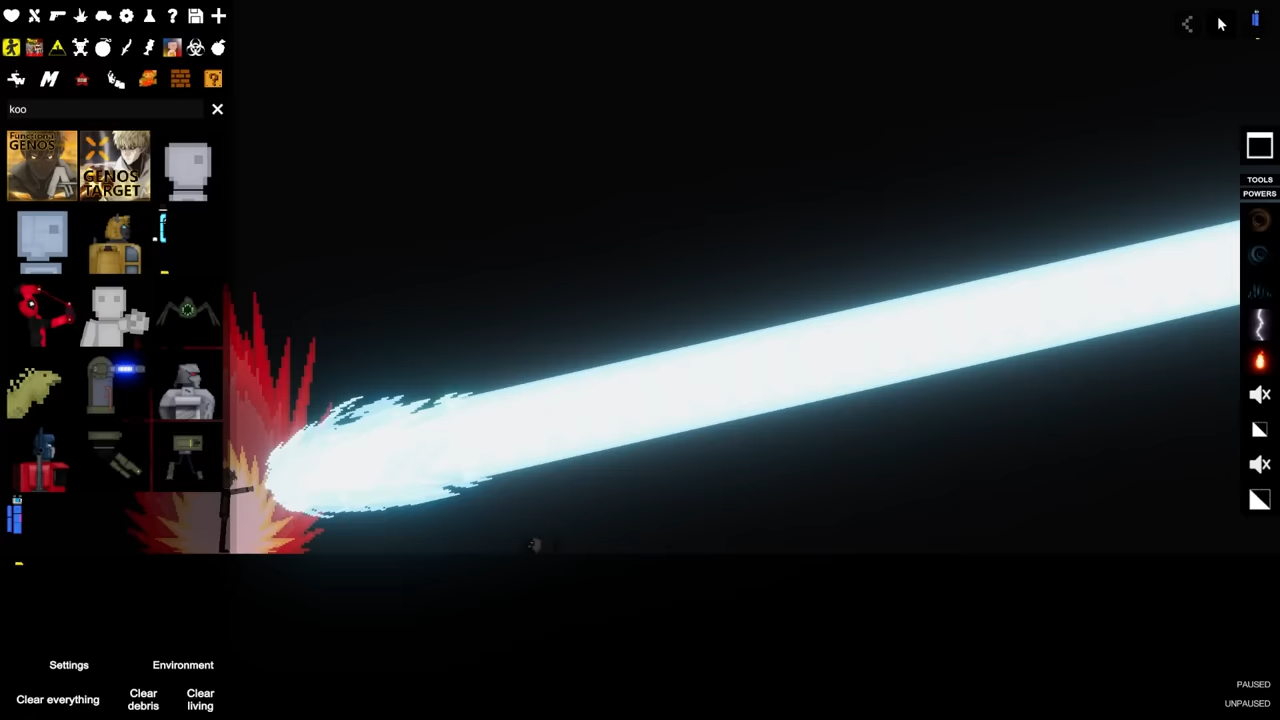 koo
Functional
GENOS
GENOS
TARGET
TOOLS
POWERS
Settings
Environment
Clear everything
Clear
debris
Clear
living
PAUSED
UNPAUSED